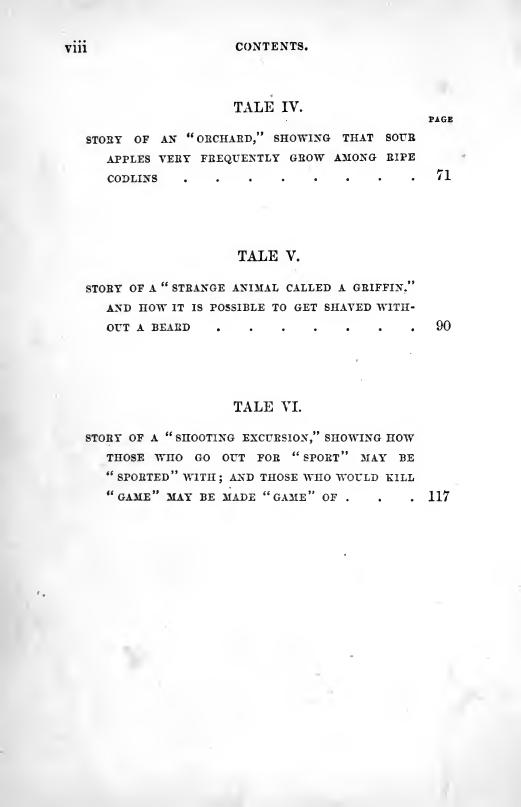 viii CONTENTS.
TALE IV.
PAGE
STORY OF AN “ORCHARD,” SHOWING THAT SOUR
APPLES VERY FREQUENTLY GROW AMONG RIPE
CODLINS . . . . . . . . 71
TALE V.
STORY OF A “STRANGE ANIMAL CALLED A GRIFFIN,”
AND HOW IT IS POSSIBLE TO GET SHAVED WITH-
OUT A BEARD . . . . . . . 90
TALE VI.
STORY OF A “SHOOTING EXCURSION,” SHOWING HOW
THOSE WHO GO OUT FOR “SPORT” MAY BE
“SPORTED” WITH; AND THOSE WHO WOULD KILL
“GAME” MAY BE MADE “GAME” OF . . . 117